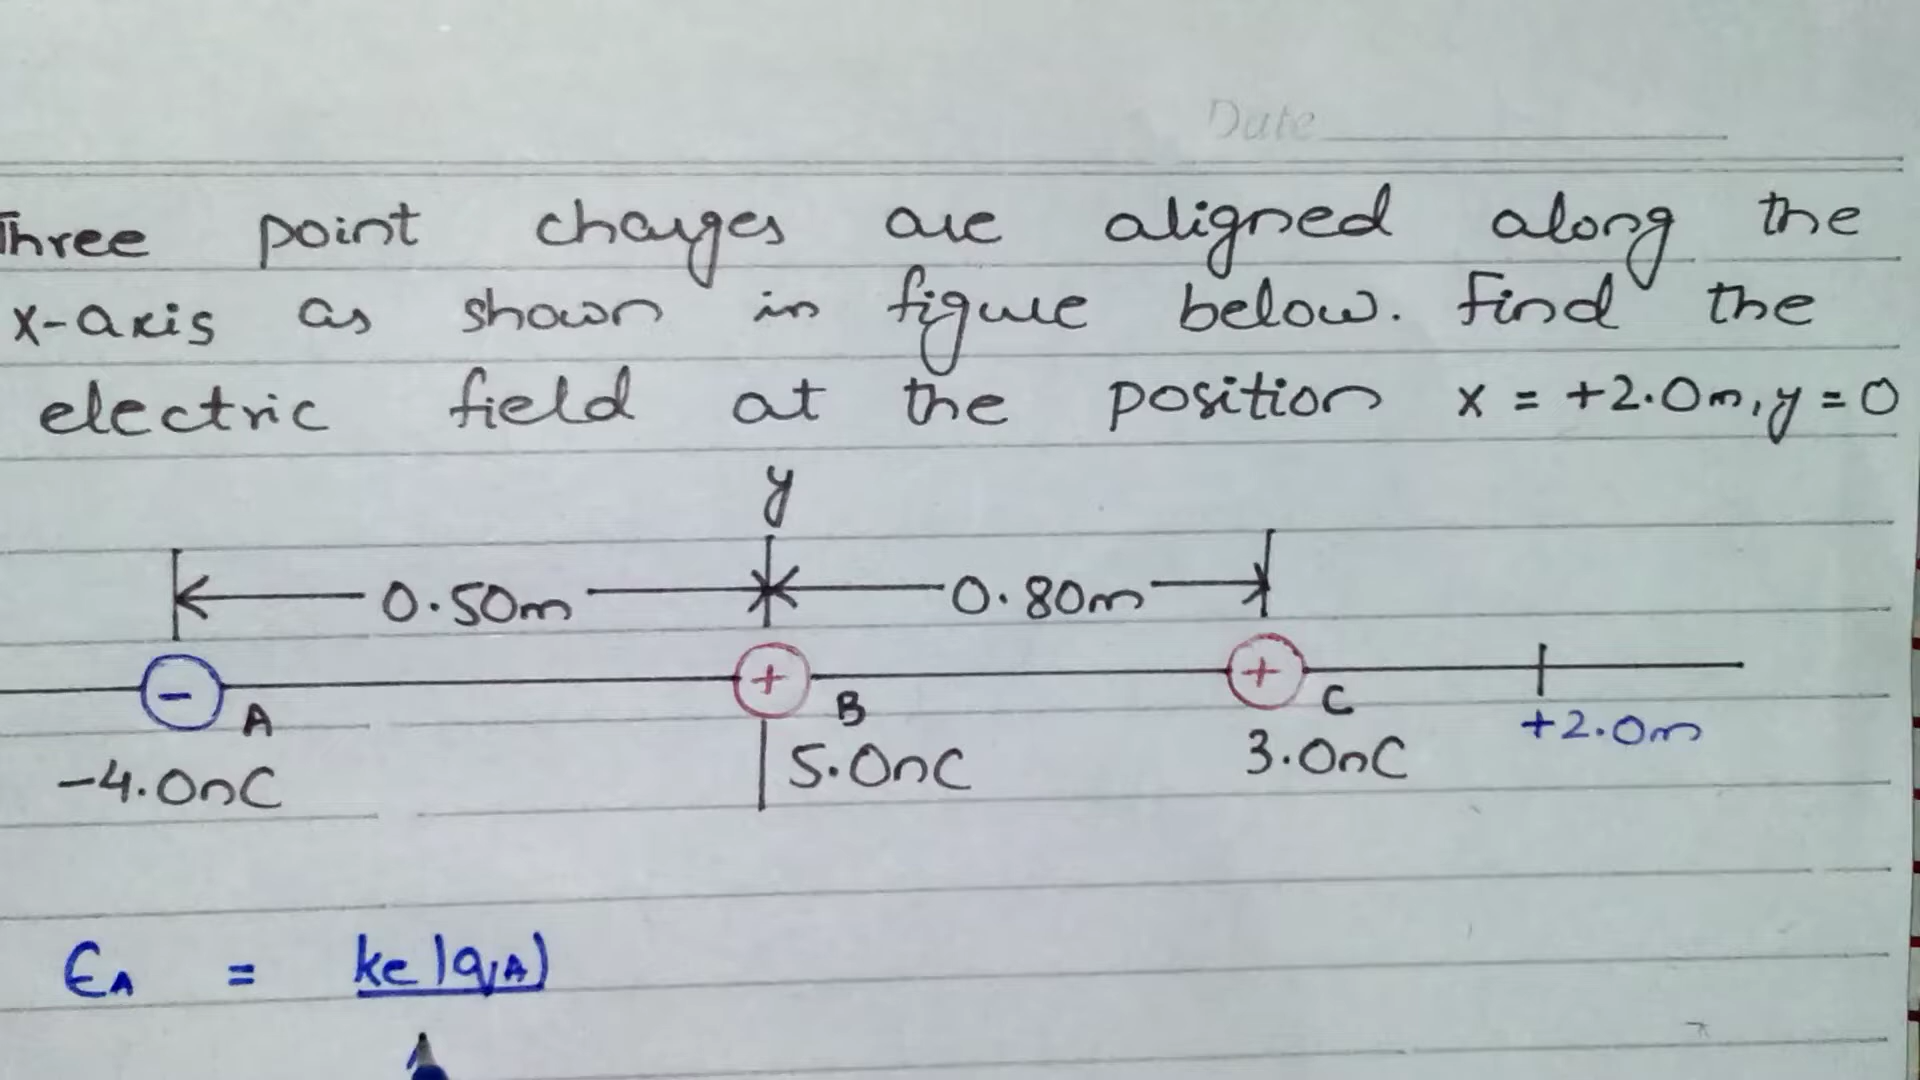 Date
Three point charges are aligned along the
x-axis as shown in figure below. Find the
electric field at the position x = +2.0m, y = 0
y
0.50m 0.80m
- + +
A B C +2.0m
-4.0nC 5.0nC 3.0nC
EA = ke|qA|